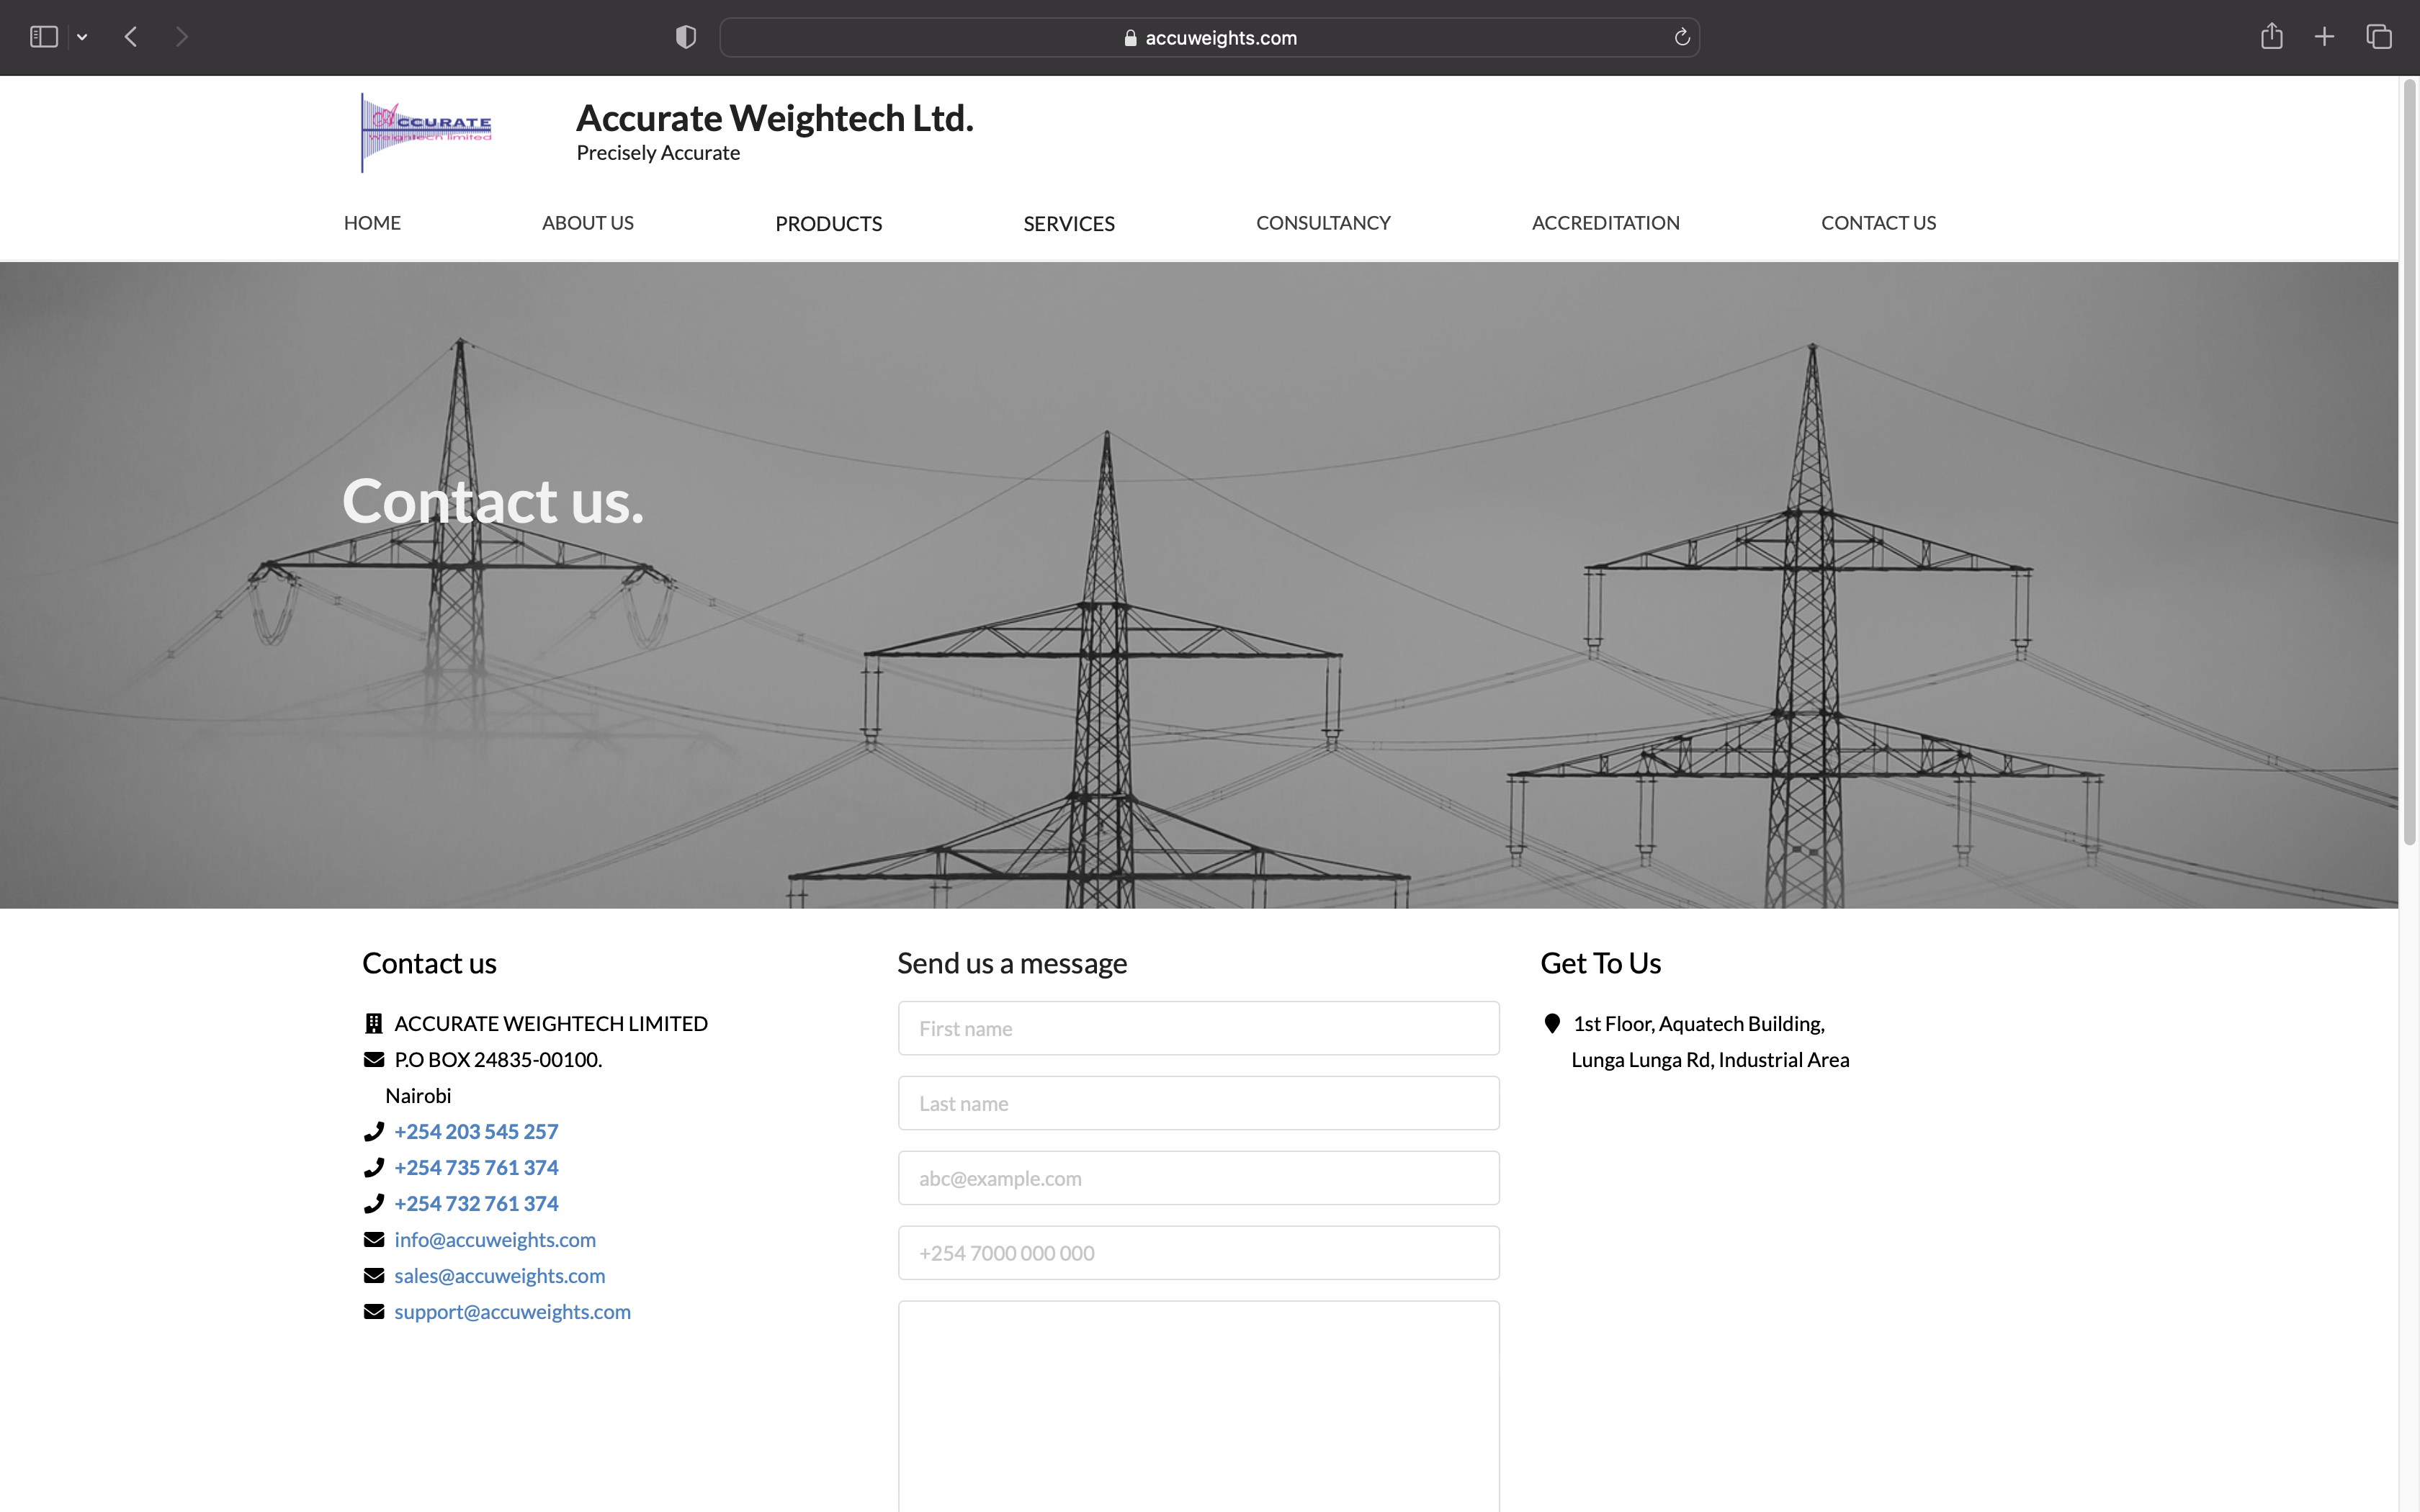 accuweights.com
ACCURATE
Weightech limited
Accurate Weightech Ltd.
Precisely Accurate
HOME
ABOUT US
PRODUCTS
SERVICES
CONSULTANCY
ACCREDITATION
CONTACT US
Contact us.
Contact us
ACCURATE WEIGHTECH LIMITED
P.O BOX 24835-00100.
Nairobi
+254 203 545 257
+254 735 761 374
+254 732 761 374
info@accuweights.com
sales@accuweights.com
support@accuweights.com
Send us a message
First name
Last name
abc@example.com
+254 7000 000 000
Get To Us
1st Floor, Aquatech Building,
Lunga Lunga Rd, Industrial Area